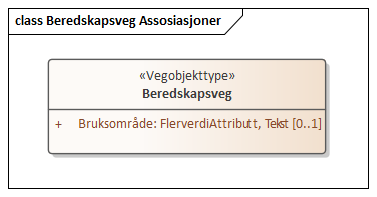 class Beredskapsveg Assosiasjoner
«Vegobjekttype»
Beredskapsveg
+ Bruksområde: FlerverdiAttributt, Tekst [0..1]